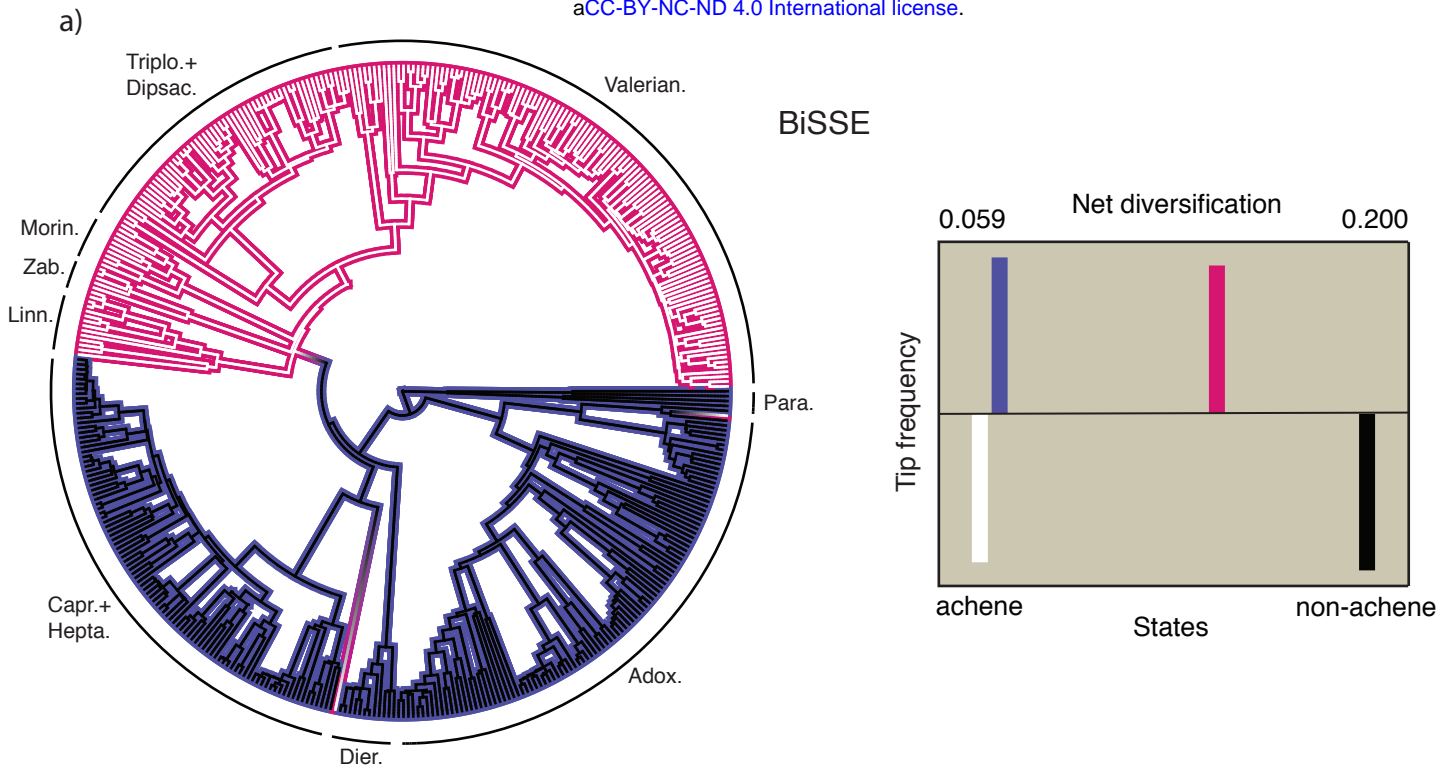 aCC-BY-NC-ND 4.0 International license.
a)
Triplo.+
Dipsac.
Valerian.
BiSSE
Morin.
Zab.
Linn.
Para.
Capr.+
Hepta.
Adox.
Dier.
Net diversification
0.059
0.200
Tip frequency
achene
non-achene
States